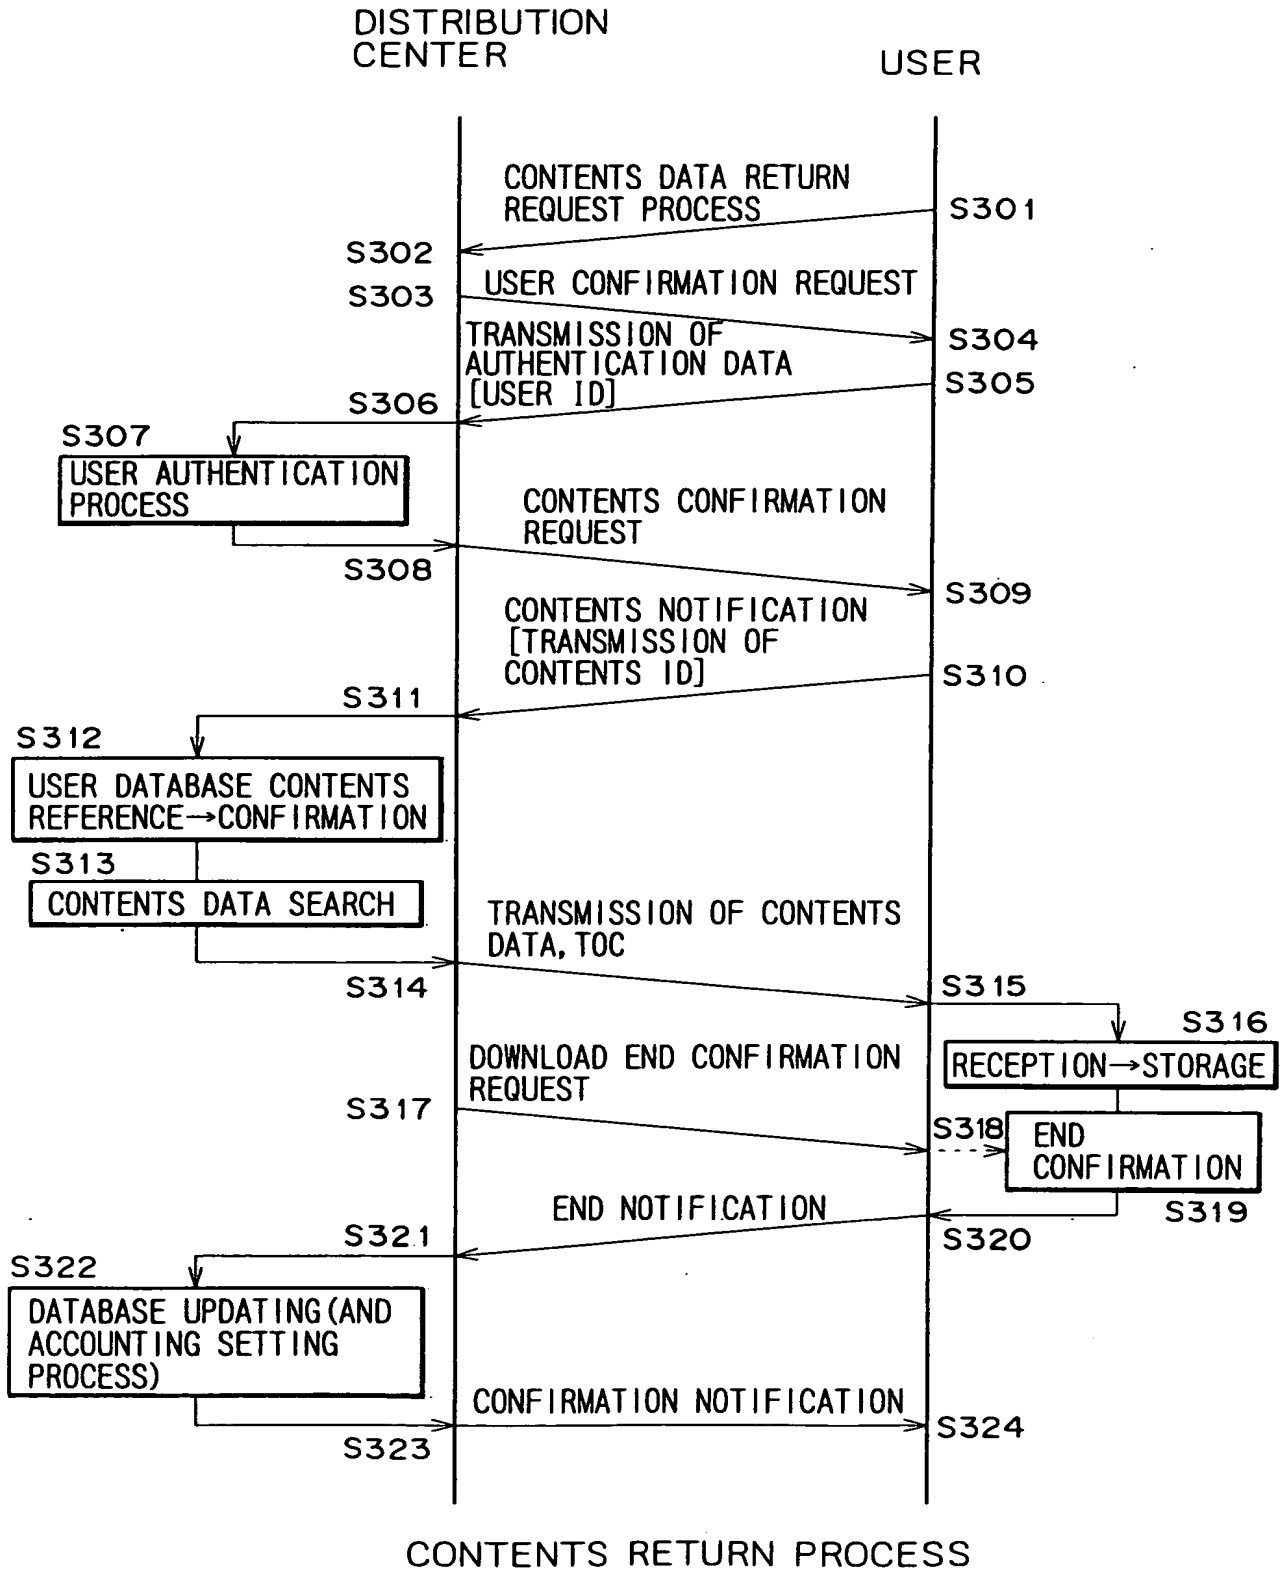 DISTRIBUTION
CENTER
USER
CONTENTS DATA RETURN
REQUEST PROCESS
S301
S302
USER CONFIRMATION REQUEST
S303
S304
TRANSMISSION OF
AUTHENTICATION DATA
[USER ID]
S305
S306
S307
USER AUTHENTICATION
PROCESS
CONTENTS CONFIRMATION
REQUEST
S308
S309
CONTENTS NOTIFICATION
[TRANSMISSION OF
CONTENTS ID]
S310
S311
S312
USER DATABASE CONTENTS
REFERENCE→CONFIRMATION
S313
CONTENTS DATA SEARCH
TRANSMISSION OF CONTENTS
DATA, TOC
S314
S315
S316
RECEPTION→STORAGE
DOWNLOAD END CONFIRMATION
REQUEST
S317
S318
END
CONFIRMATION
S319
END NOTIFICATION
S320
S321
S322
DATABASE UPDATING (AND
ACCOUNTING SETTING
PROCESS)
CONFIRMATION NOTIFICATION
S323
S324
CONTENTS RETURN PROCESS